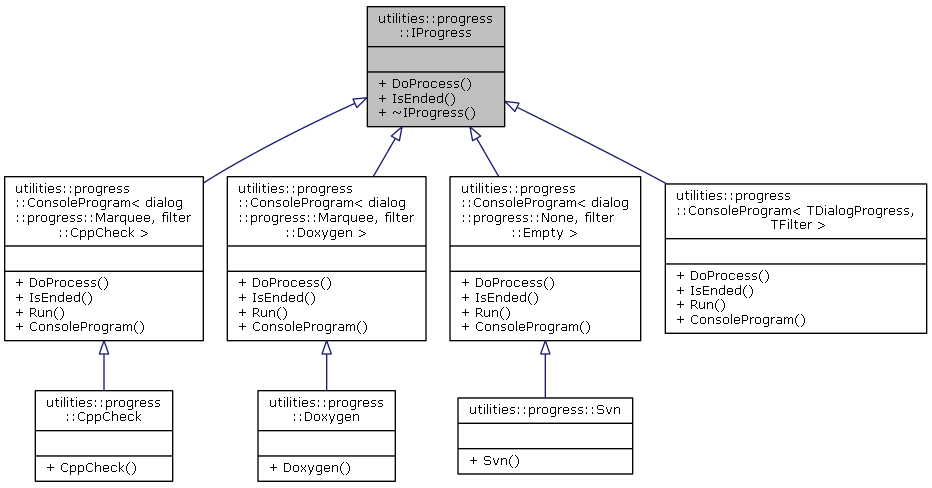 utilities::progress
::IProgress
+ DoProcess()
+ IsEnded()
+ ~IProgress()
utilities::progress
::ConsoleProgram< dialog
::progress::Marquee, filter
::CppCheck >
+ DoProcess()
+ IsEnded()
+ Run()
+ ConsoleProgram()
utilities::progress
::ConsoleProgram< dialog
::progress::Marquee, filter
::Doxygen >
+ DoProcess()
+ IsEnded()
+ Run()
+ ConsoleProgram()
utilities::progress
::ConsoleProgram< dialog
::progress::None, filter
::Empty >
+ DoProcess()
+ IsEnded()
+ Run()
+ ConsoleProgram()
utilities::progress
::ConsoleProgram< TDialogProgress,
TFilter >
+ DoProcess()
+ IsEnded()
+ Run()
+ ConsoleProgram()
utilities::progress
::CppCheck
+ CppCheck()
utilities::progress
::Doxygen
+ Doxygen()
utilities::progress::Svn
+ Svn()